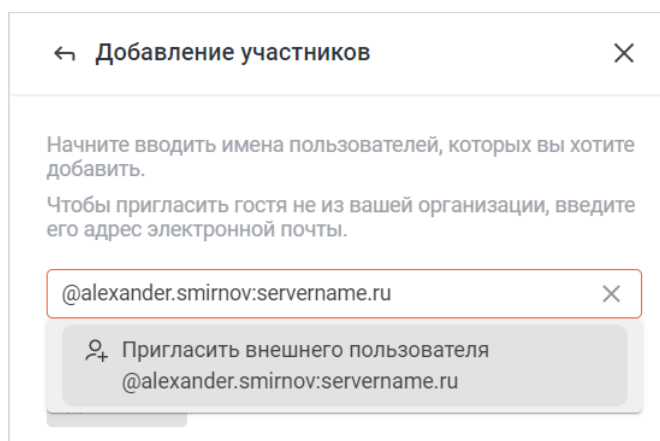 Добавление участников
Начните вводить имена пользователей, которых вы хотите
добавить.
Чтобы пригласить гостя не из вашей организации, введите
его адрес электронной почты.
@alexander.smirnov:servername.ru
Пригласить внешнего пользователя
@alexander.smirnov:servername.ru